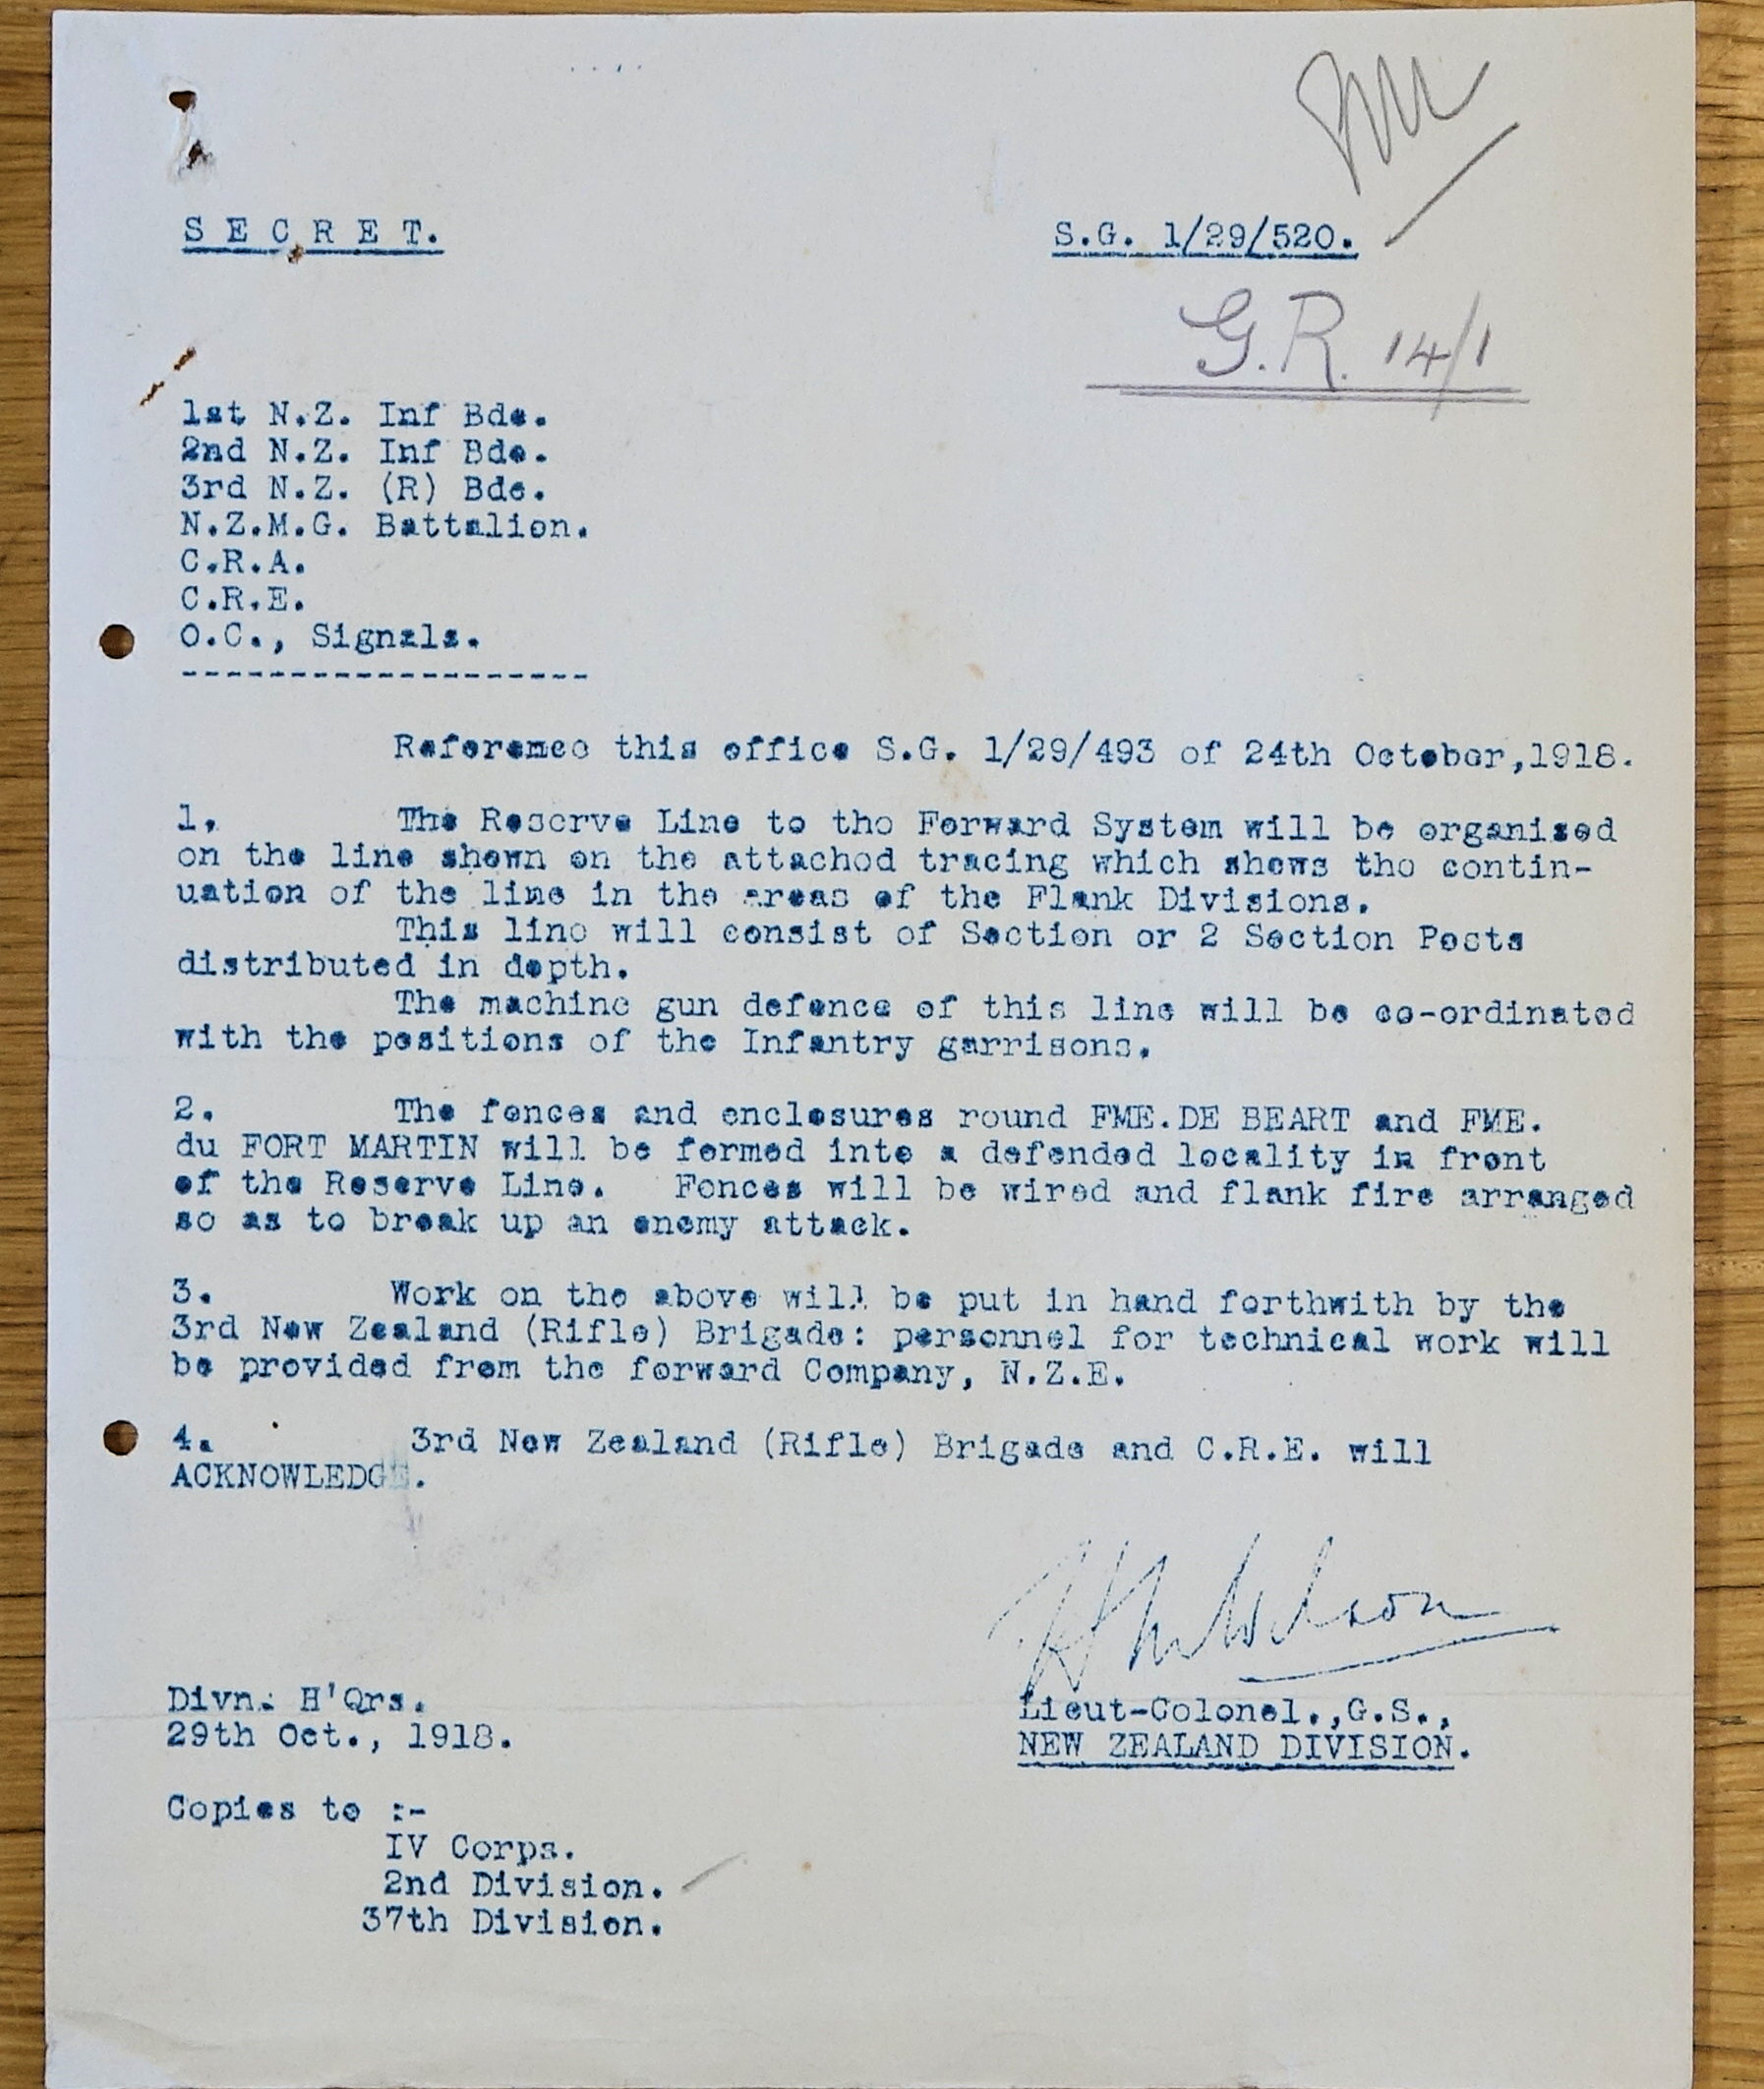 S E C R E T.
S.G. 1/29/520.
G.R. 14/1
1st N.Z. Inf Bde.
2nd N.Z. Inf Bde.
3rd N.Z. (R) Bde.
N.Z.M.G. Battalion.
C.R.A.
C.R.E.
O.C., Signals.
-------------------
Reference this office S.G. 1/29/493 of 24th October,1918.
1. The Reserve Line to the Forward System will be organised
on the line shown on the attached tracing which shows the contin-
uation of the line in the areas of the Flank Divisions.
This line will consist of Section or 2 Section Posts
distributed in depth.
The machine gun defence of this line will be co-ordinated
with the positions of the Infantry garrisons.
2. The fences and enclosures round FME.DE BEART and FME.
du FORT MARTIN will be formed into a defended locality in front
of the Reserve Line. Fences will be wired and flank fire arranged
so as to break up an enemy attack.
3. Work on the above will be put in hand forthwith by the
3rd New Zealand (Rifle) Brigade: personnel for technical work will
be provided from the forward Company, N.Z.E.
4. 3rd New Zealand (Rifle) Brigade and C.R.E. will
ACKNOWLEDGE.
Divn. H'Qrs.
29th Oct., 1918.
Lieut-Colonel.,G.S.,
NEW ZEALAND DIVISION.
Copies to :-
IV Corps.
2nd Division.
37th Division.